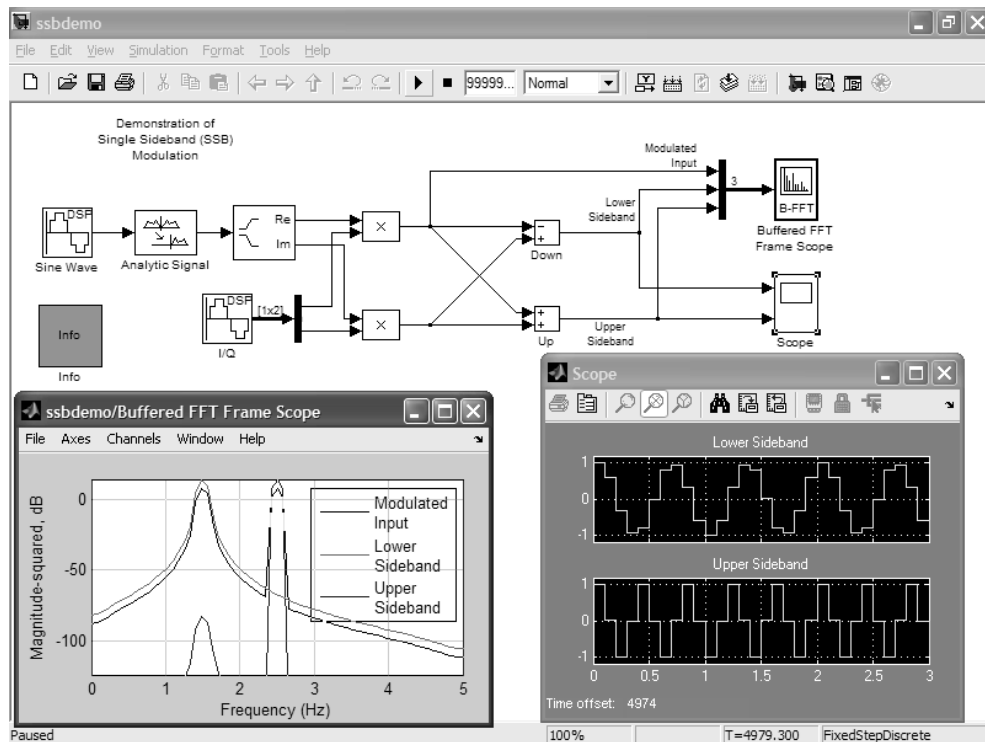 ssbdemo
File Edit View Simulation Format Tools Help
99999... Normal
Demonstration of
Single Sideband (SSB)
Modulation
Modulated
Input
3
B-FFT
Buffered FFT
Frame Scope
Lower
Sideband
DSP
Sine Wave
Analytic Signal
Re
Im
×
−
+
Down
DSP
[1x2]
I/Q
×
+
+
Up
Upper
Sideband
Scope
Info
Info
ssbdemo/Buffered FFT Frame Scope
File Axes Channels Window Help
Magnitude-squared, dB
0
-50
-100
Modulated
Input
Lower
Sideband
Upper
Sideband
0 1 2 3 4 5
Frequency (Hz)
Scope
Lower Sideband
1
0
-1
Upper Sideband
1
0
-1
0 0.5 1 1.5 2 2.5 3
Time offset: 4974
Paused 100% T=4979.300 FixedStepDiscrete